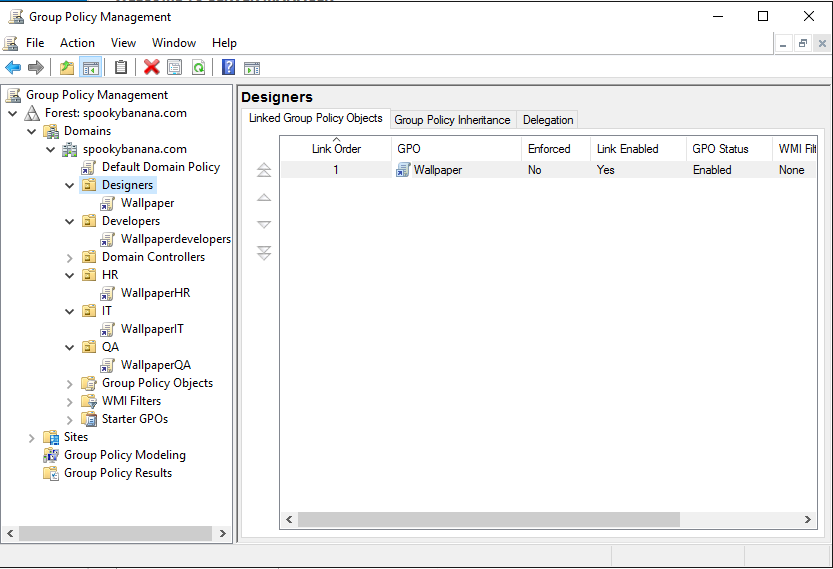 Group Policy Management
File Action View Window Help
Group Policy Management
Forest: spookybanana.com
Domains
spookybanana.com
Default Domain Policy
Designers
Wallpaper
Developers
Wallpaperdevelopers
Domain Controllers
HR
WallpaperHR
IT
WallpaperIT
QA
WallpaperQA
Group Policy Objects
WMI Filters
Starter GPOs
Sites
Group Policy Modeling
Group Policy Results
Designers
Linked Group Policy Objects Group Policy Inheritance Delegation
Link Order GPO Enforced Link Enabled GPO Status WMI Filt
1 Wallpaper No Yes Enabled None